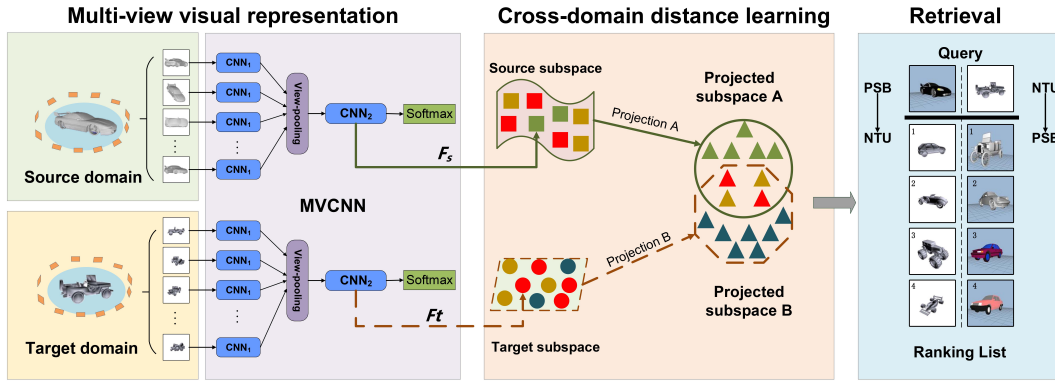 Multi-view visual representation
Cross-domain distance learning
Retrieval
Source domain
CNN1
CNN1
CNN1
CNN1
View-pooling
CNN2
Softmax
Fs
MVCNN
Target domain
CNN1
CNN1
CNN1
CNN1
View-pooling
CNN2
Softmax
Ft
Source subspace
Projection A
Projected
subspace A
Projection B
Projected
subspace B
Target subspace
Query
PSB
NTU
NTU
PSB
1
1
2
2
3
3
4
4
Ranking List